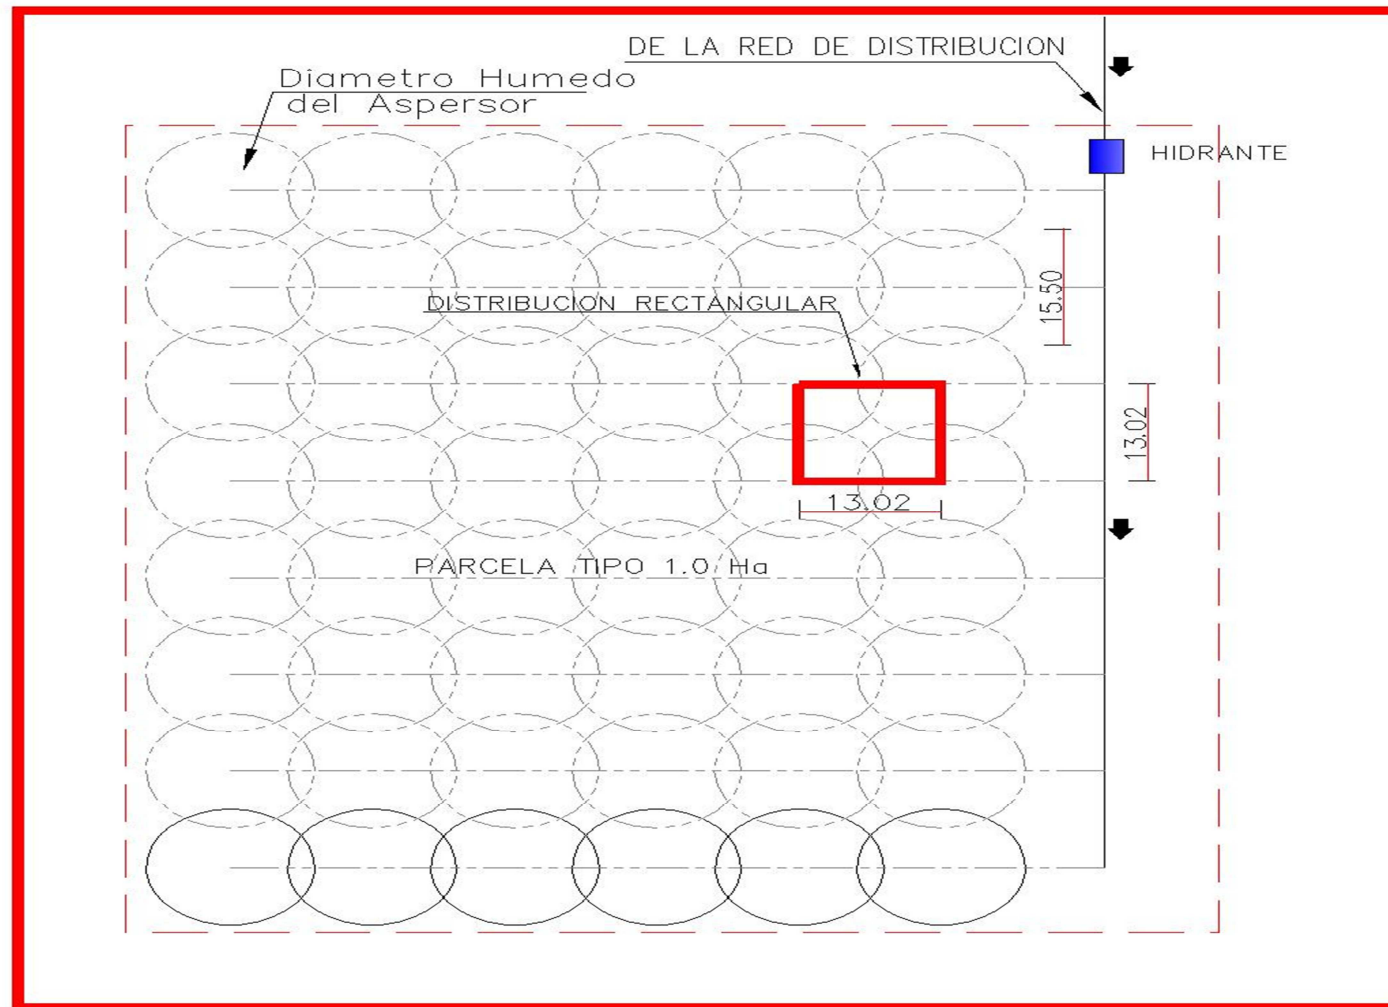 DE LA RED DE DISTRIBUCION
Diametro Humedo
del Aspersor
HIDRANTE
15.50
DISTRIBUCION RECTANGULAR
13.02
13.02
PARCELA TIPO 1.0 Ha